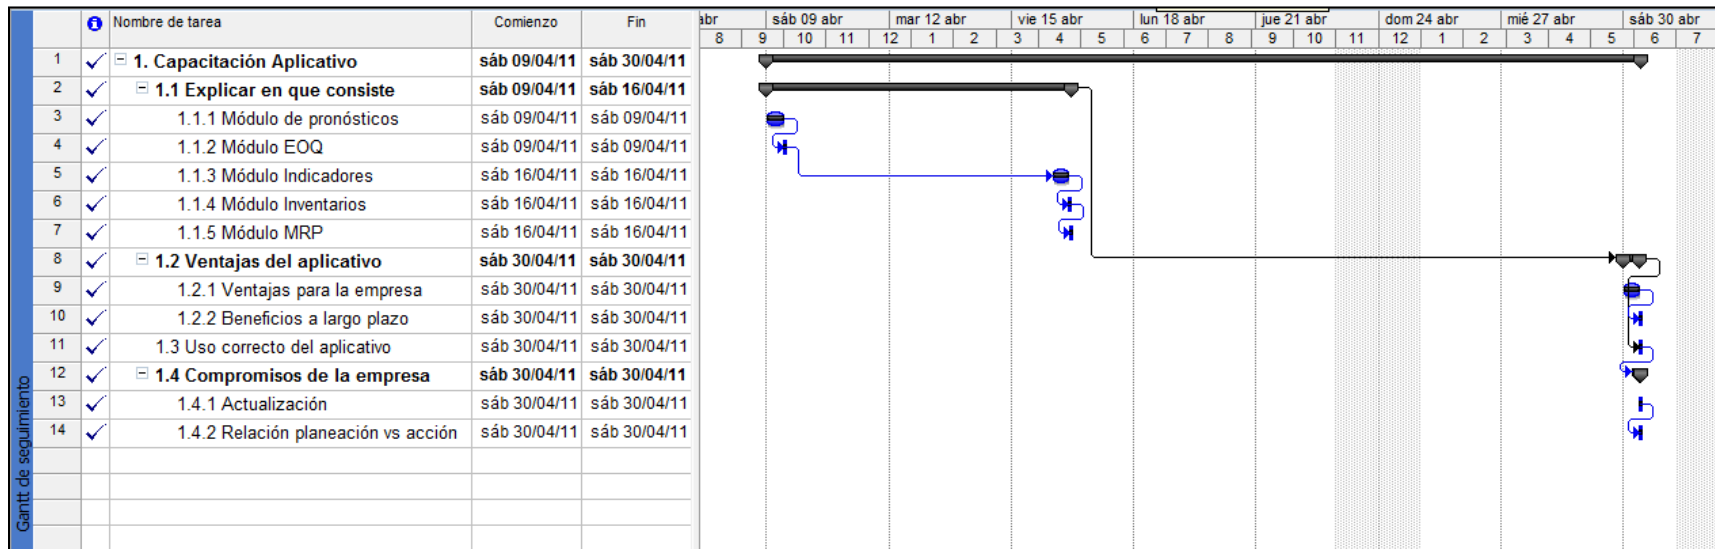 Nombre de tarea Comienzo Fin abr sáb 09 abr mar 12 abr vie 15 abr lun 18 abr jue 21 abr dom 24 abr mié 27 abr sáb 30 abr
8 9 10 11 12 1 2 3 4 5 6 7 8 9 10 11 12 1 2 3 4 5 6 7
1 1. Capacitación Aplicativo sáb 09/04/11 sáb 30/04/11
2 1.1 Explicar en que consiste sáb 09/04/11 sáb 16/04/11
3 1.1.1 Módulo de pronósticos sáb 09/04/11 sáb 09/04/11
4 1.1.2 Módulo EOQ sáb 09/04/11 sáb 09/04/11
5 1.1.3 Módulo Indicadores sáb 16/04/11 sáb 16/04/11
6 1.1.4 Módulo Inventarios sáb 16/04/11 sáb 16/04/11
7 1.1.5 Módulo MRP sáb 16/04/11 sáb 16/04/11
8 1.2 Ventajas del aplicativo sáb 30/04/11 sáb 30/04/11
9 1.2.1 Ventajas para la empresa sáb 30/04/11 sáb 30/04/11
10 1.2.2 Beneficios a largo plazo sáb 30/04/11 sáb 30/04/11
11 1.3 Uso correcto del aplicativo sáb 30/04/11 sáb 30/04/11
12 1.4 Compromisos de la empresa sáb 30/04/11 sáb 30/04/11
13 1.4.1 Actualización sáb 30/04/11 sáb 30/04/11
14 1.4.2 Relación planeación vs acción sáb 30/04/11 sáb 30/04/11
Gantt de seguimiento